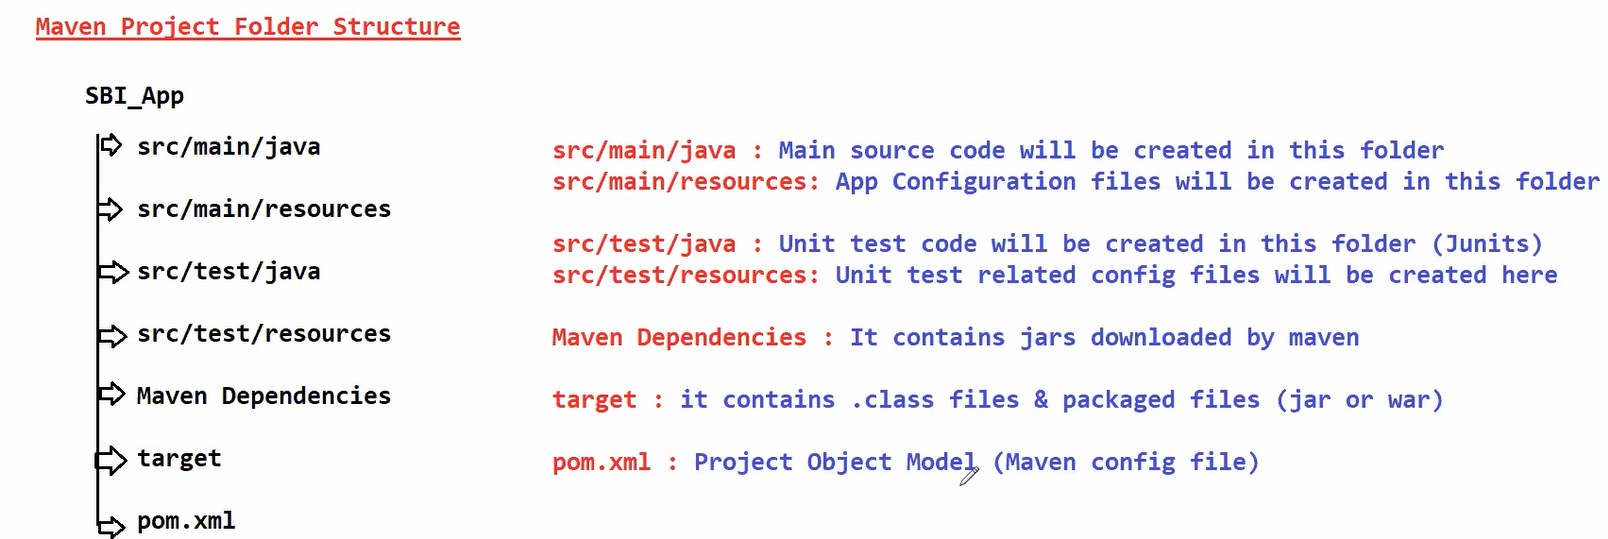 Maven Project Folder Structure
SBI_App
src/main/java
src/main/resources
src/test/java
src/test/resources
Maven Dependencies
target
pom.xml
src/main/java : Main source code will be created in this folder
src/main/resources: App Configuration files will be created in this folder
src/test/java : Unit test code will be created in this folder (Junits)
src/test/resources: Unit test related config files will be created here
Maven Dependencies : It contains jars downloaded by maven
target : it contains .class files & packaged files (jar or war)
pom.xml : Project Object Model (Maven config file)